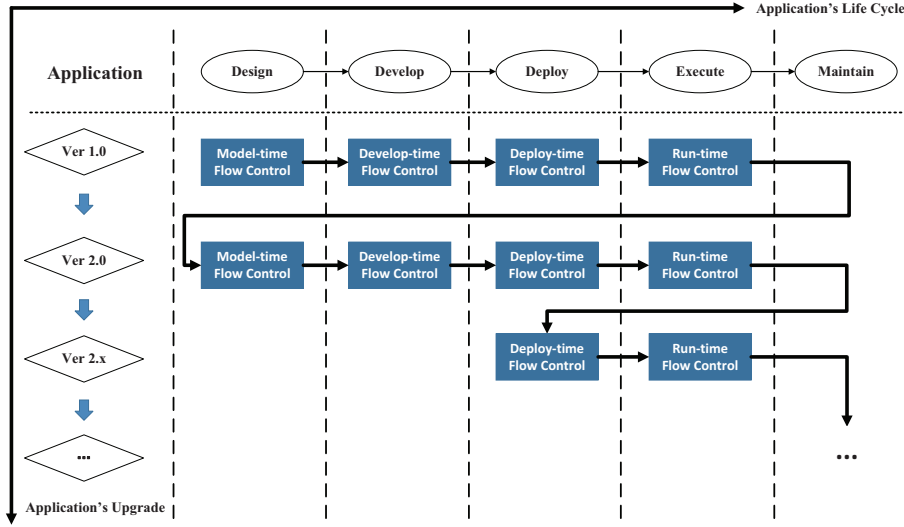 Application's Life Cycle
Application
Design
Develop
Deploy
Execute
Maintain
Ver 1.0
Model-time
Flow Control
Develop-time
Flow Control
Deploy-time
Flow Control
Run-time
Flow Control
Ver 2.0
Model-time
Flow Control
Develop-time
Flow Control
Deploy-time
Flow Control
Run-time
Flow Control
Ver 2.x
Deploy-time
Flow Control
Run-time
Flow Control
...
...
Application's Upgrade